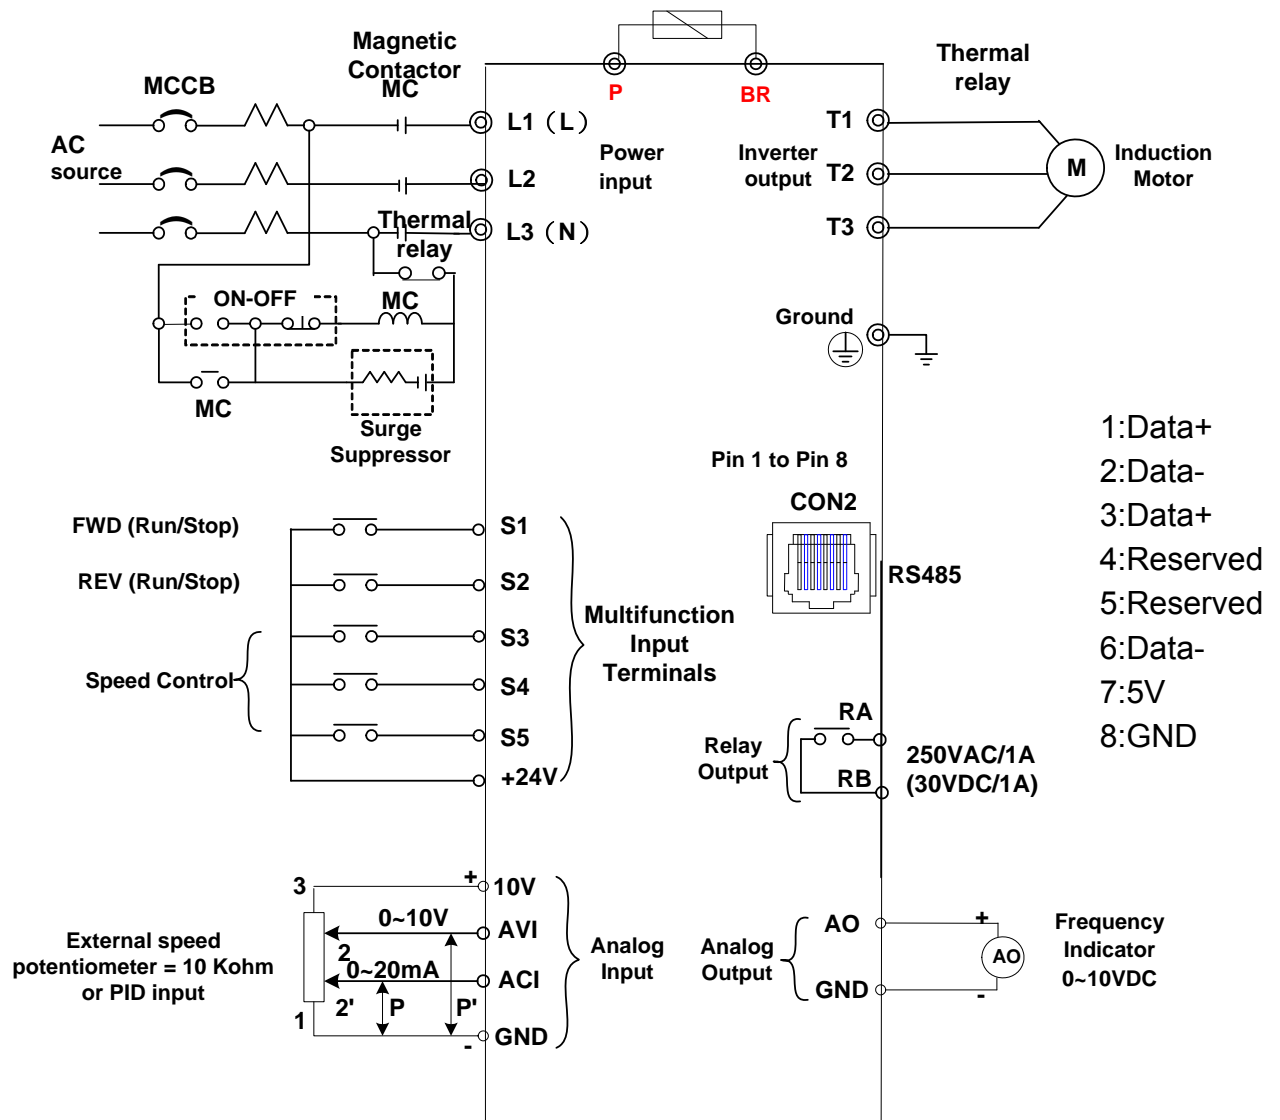 Magnetic
Contactor
MC
MCCB
P
BR
Thermal
relay
AC
source
L1（L）
L2
L3（N）
Power
input
Inverter
output
T1
T2
T3
M
Induction
Motor
Thermal
relay
ON-OFF
MC
MC
Surge
Suppressor
Ground
Pin 1 to Pin 8
CON2
RS485
1:Data+
2:Data-
3:Data+
4:Reserved
5:Reserved
6:Data-
7:5V
8:GND
FWD (Run/Stop)
REV (Run/Stop)
Speed Control
S1
S2
S3
S4
S5
+24V
Multifunction
Input
Terminals
Relay
Output
RA
RB
250VAC/1A
(30VDC/1A)
External speed
potentiometer = 10 Kohm
or PID input
3
+
10V
0~10V
AVI
2
0~20mA
ACI
2'
P
P'
1
-
GND
Analog
Input
Analog
Output
AO
GND
+
AO
-
Frequency
Indicator
0~10VDC